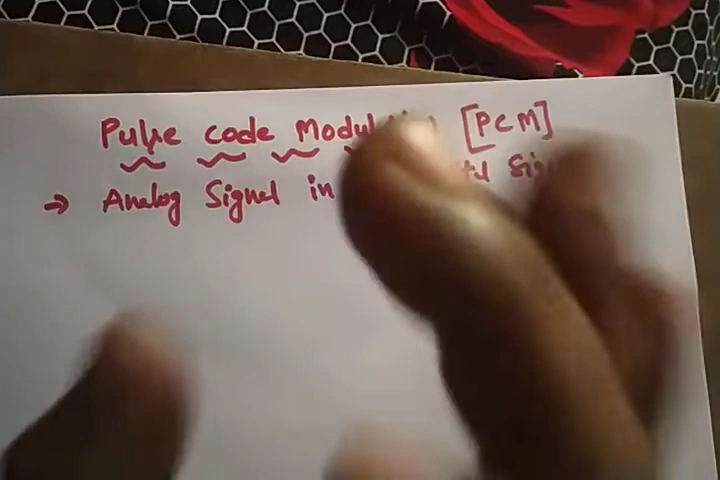 Pulse code Modul [PCM]
→ Analog Signal in